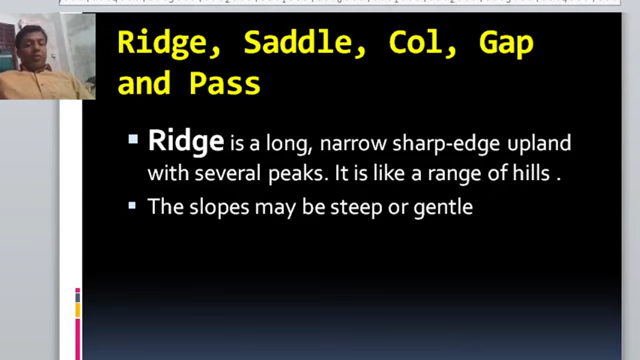 Ridge, Saddle, Col, Gap
and Pass
Ridge is a long, narrow sharp-edge upland
with several peaks. It is like a range of hills .
The slopes may be steep or gentle